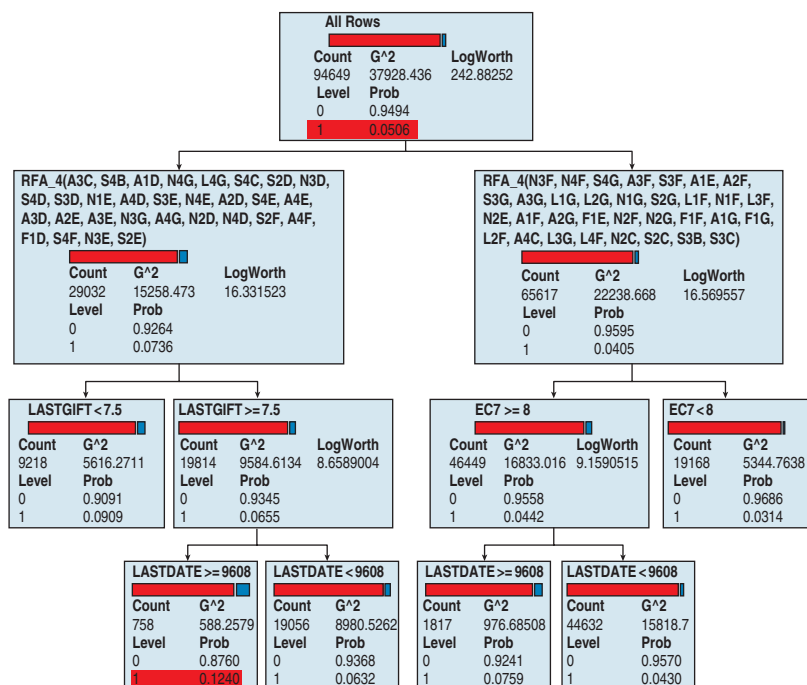 All Rows
Count G^2 LogWorth
94649 37928.436 242.88252
Level Prob
0 0.9494
1 0.0506
RFA_4(A3C, S4B, A1D, N4G, L4G, S4C, S2D, N3D,
S4D, S3D, N1E, A4D, S3E, N4E, A2D, S4E, A4E,
A3D, A2E, A3E, N3G, A4G, N2D, N4D, S2F, A4F,
F1D, S4F, N3E, S2E)
Count G^2 LogWorth
29032 15258.473 16.331523
Level Prob
0 0.9264
1 0.0736
RFA_4(N3F, N4F, S4G, A3F, S3F, A1E, A2F,
S3G, A3G, L1G, L2G, N1G, S2G, L1F, N1F, L3F,
N2E, A1F, A2G, F1E, N2F, N2G, F1F, A1G, F1G,
L2F, A4C, L3G, L4F, N2C, S2C, S3B, S3C)
Count G^2 LogWorth
65617 22238.668 16.569557
Level Prob
0 0.9595
1 0.0405
LASTGIFT<7.5
Count G^2
9218 5616.2711
Level Prob
0 0.9091
1 0.0909
LASTGIFT>=7.5
Count G^2 LogWorth
19814 9584.6134 8.6589004
Level Prob
0 0.9345
1 0.0655
EC7>=8
Count G^2 LogWorth
46449 16833.016 9.1590515
Level Prob
0 0.9558
1 0.0442
EC7<8
Count G^2
19168 5344.7638
Level Prob
0 0.9686
1 0.0314
LASTDATE>=9608
Count G^2
758 588.2579
Level Prob
0 0.8760
1 0.1240
LASTDATE<9608
Count G^2
19056 8980.5262
Level Prob
0 0.9368
1 0.0632
LASTDATE>=9608
Count G^2
1817 976.68508
Level Prob
0 0.9241
1 0.0759
LASTDATE<9608
Count G^2
44632 15818.7
Level Prob
0 0.9570
1 0.0430